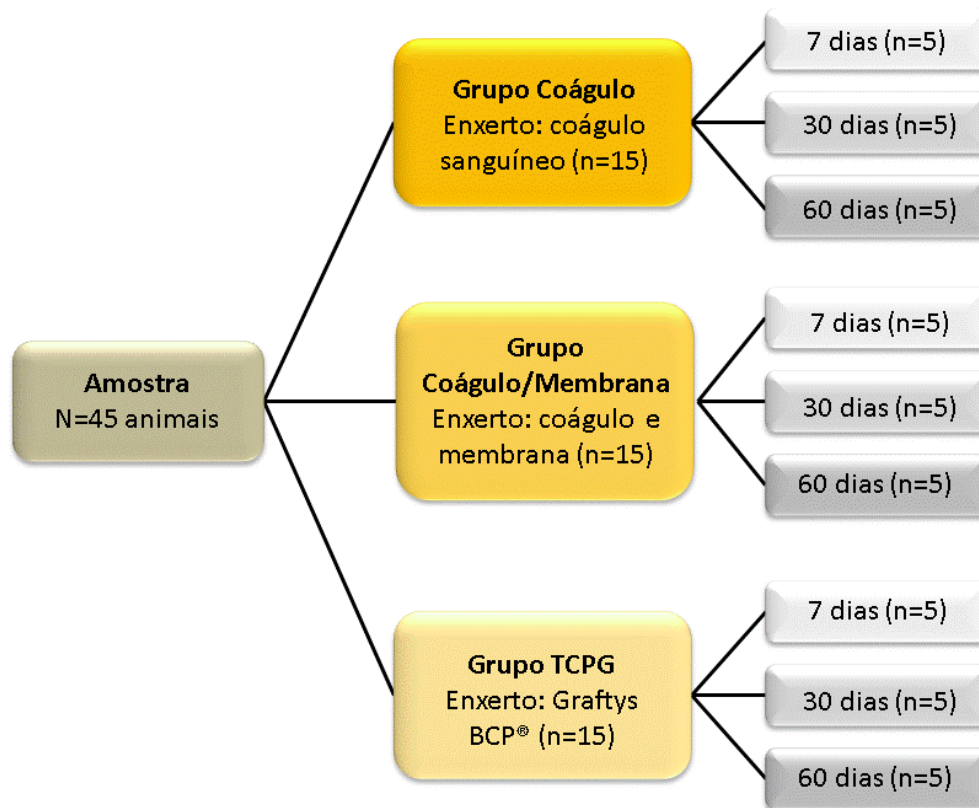 Amostra
N=45 animais
Grupo Coágulo
Enxerto: coágulo
sanguíneo (n=15)
7 dias (n=5)
30 dias (n=5)
60 dias (n=5)
Grupo
Coágulo/Membrana
Enxerto: coágulo e
membrana (n=15)
7 dias (n=5)
30 dias (n=5)
60 dias (n=5)
Grupo TCPG
Enxerto: Graftys
BCP® (n=15)
7 dias (n=5)
30 dias (n=5)
60 dias (n=5)